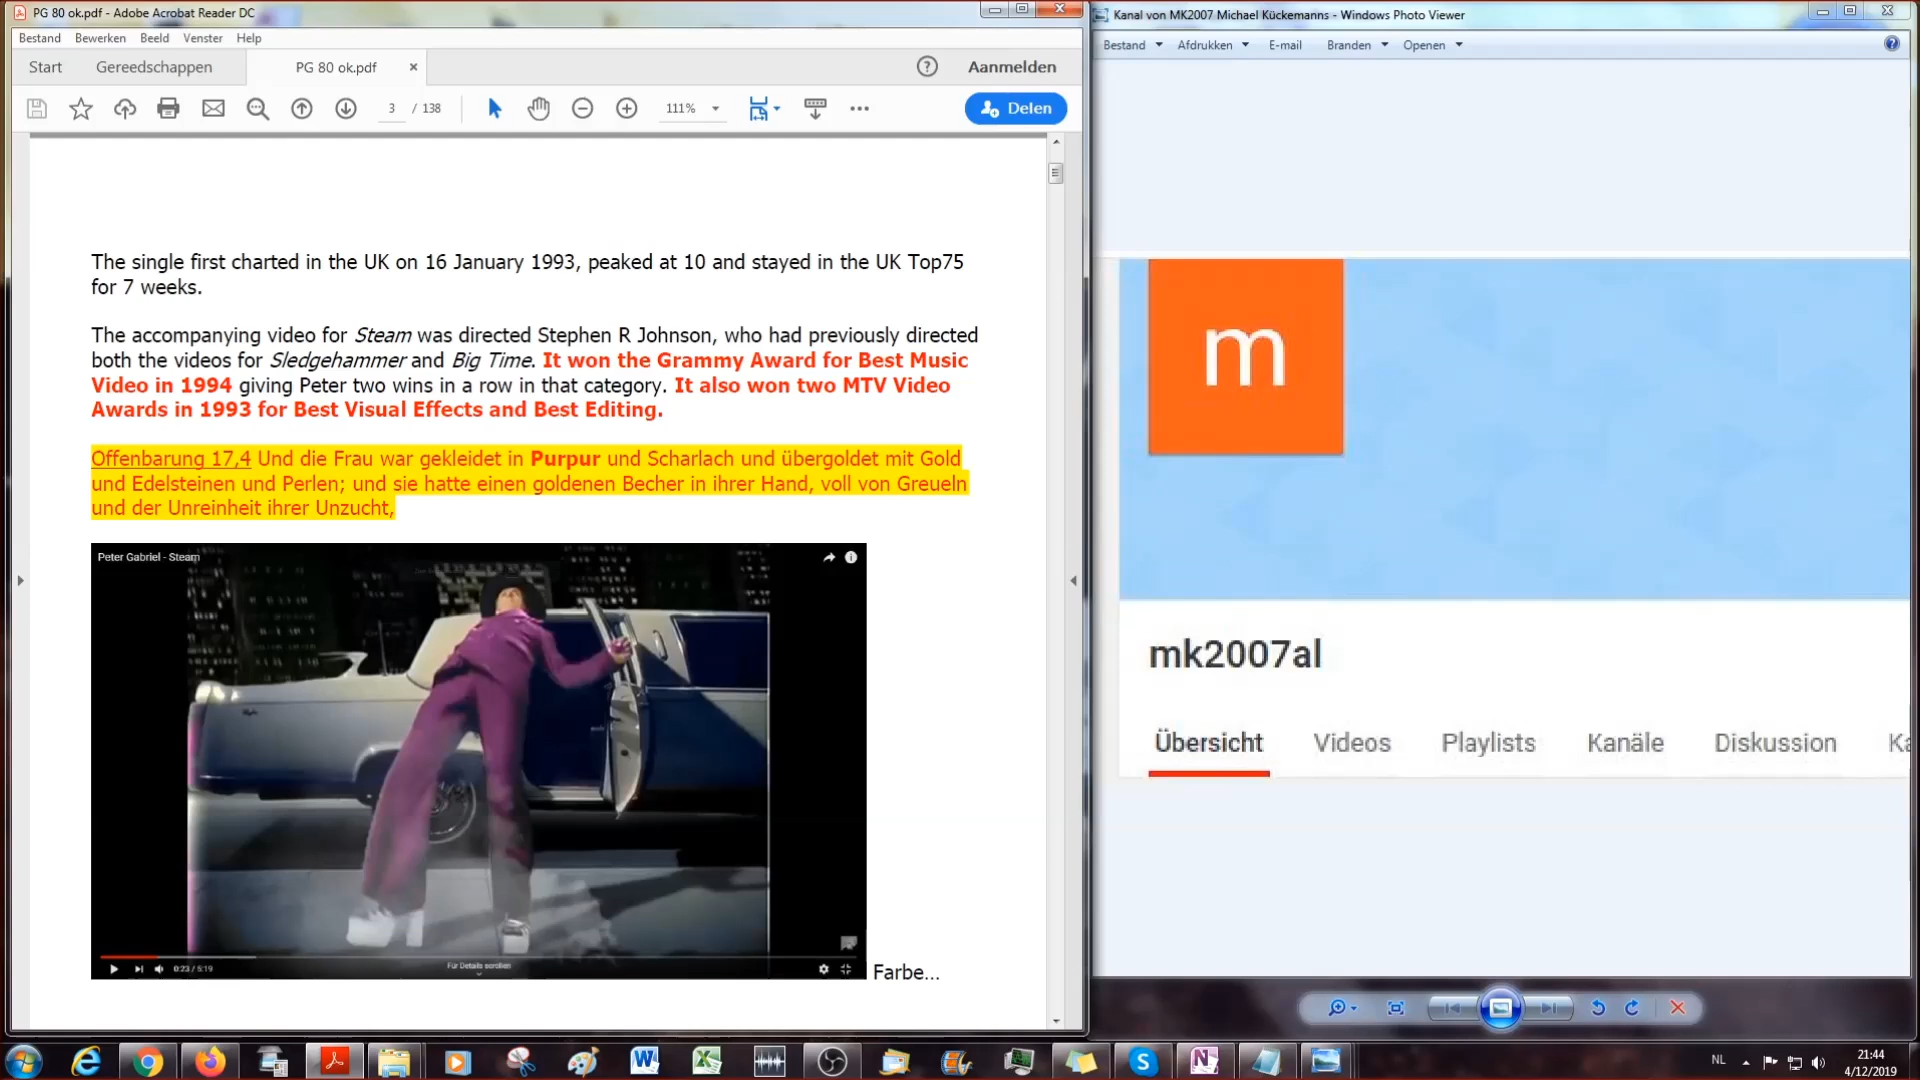 PG 80 ok.pdf - Adobe Acrobat Reader DC
Bestand Bewerken Beeld Venster Help
Start Gereedschappen PG 80 ok.pdf × Aanmelden
3 / 138 111% Delen
The single first charted in the UK on 16 January 1993, peaked at 10 and stayed in the UK Top75
for 7 weeks.
The accompanying video for Steam was directed Stephen R Johnson, who had previously directed
both the videos for Sledgehammer and Big Time. It won the Grammy Award for Best Music
Video in 1994 giving Peter two wins in a row in that category. It also won two MTV Video
Awards in 1993 for Best Visual Effects and Best Editing.
Offenbarung 17,4 Und die Frau war gekleidet in Purpur und Scharlach und übergoldet mit Gold
und Edelsteinen und Perlen; und sie hatte einen goldenen Becher in ihrer Hand, voll von Greueln
und der Unreinheit ihrer Unzucht,
Peter Gabriel - Steam
Für Details scrollen
0:23 / 5:19
Farbe...
Kanal von MK2007 Michael Kückemanns - Windows Photo Viewer
Bestand Afdrukken E-mail Branden Openen
m
mk2007al
Übersicht Videos Playlists Kanäle Diskussion Ka
NL
21:44
4/12/2019